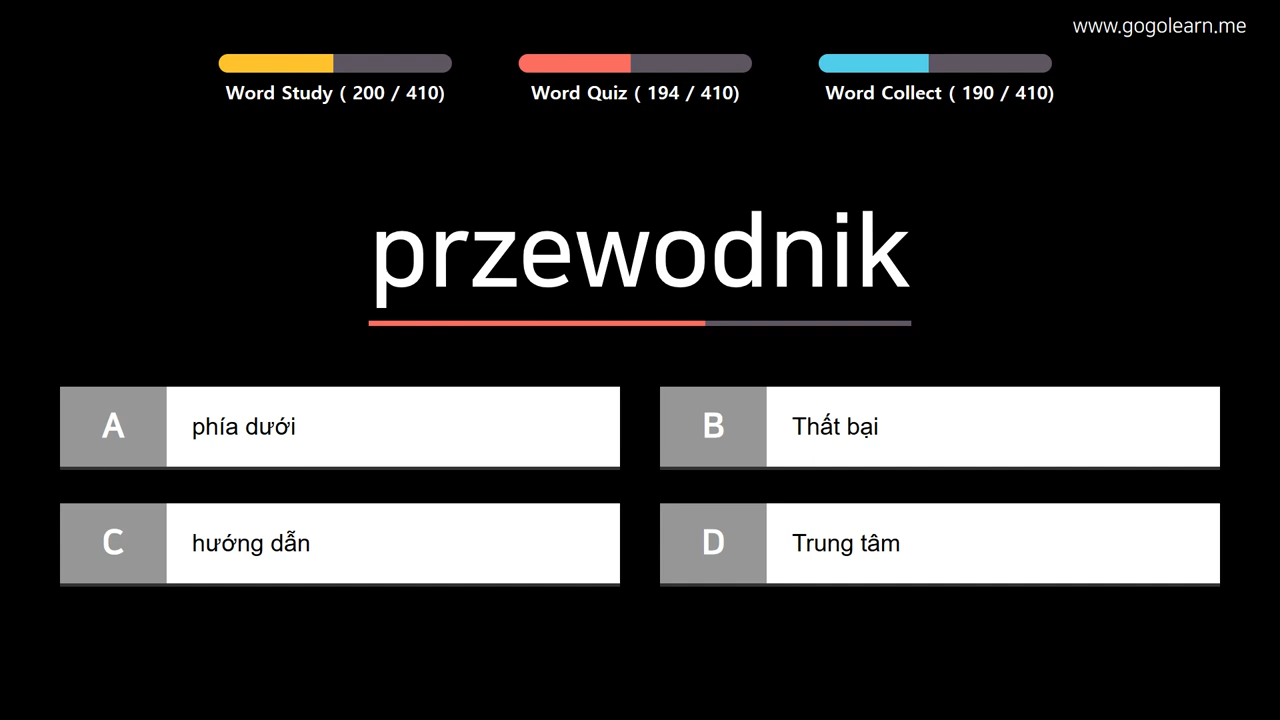 www.gogolearn.me
Word Study ( 200 / 410)
Word Quiz ( 194 / 410)
Word Collect ( 190 / 410)
przewodnik
A phía dưới
B Thất bại
C hướng dẫn
D Trung tâm